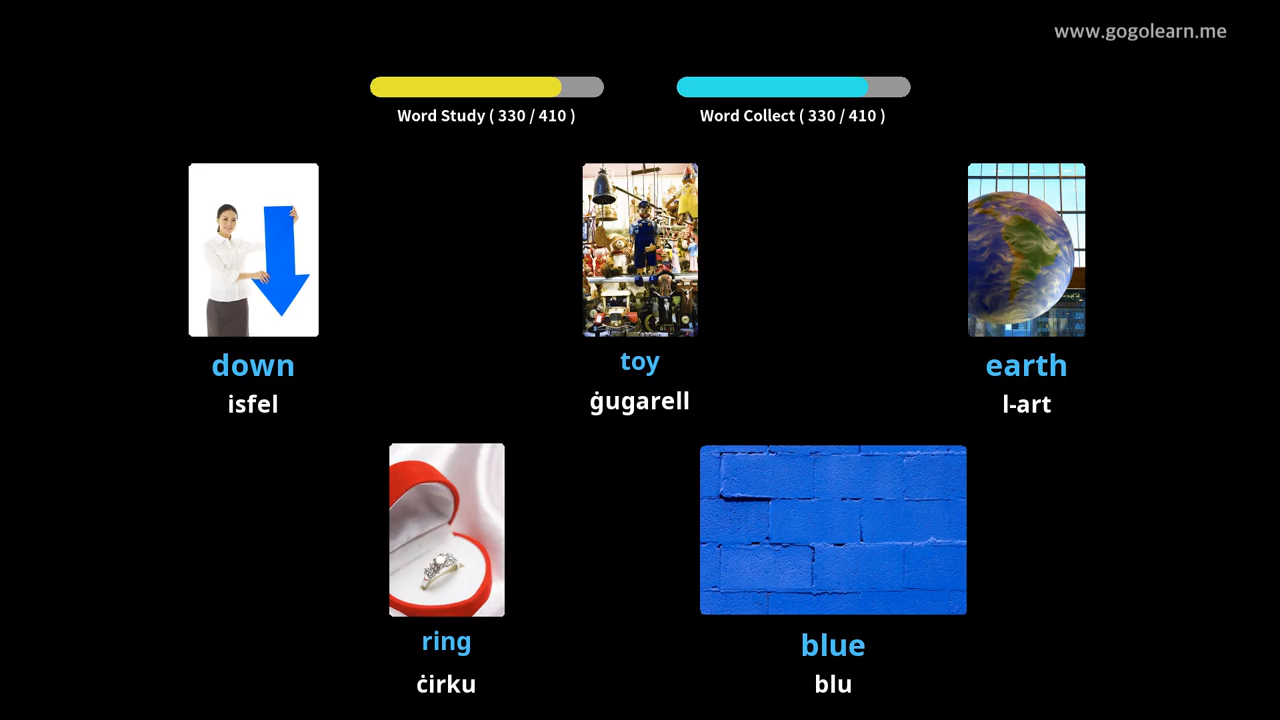 www.gogolearn.me
Word Study ( 330 / 410 )
Word Collect ( 330 / 410 )
down
isfel
toy
ġugarell
earth
l-art
ring
ċirku
blue
blu